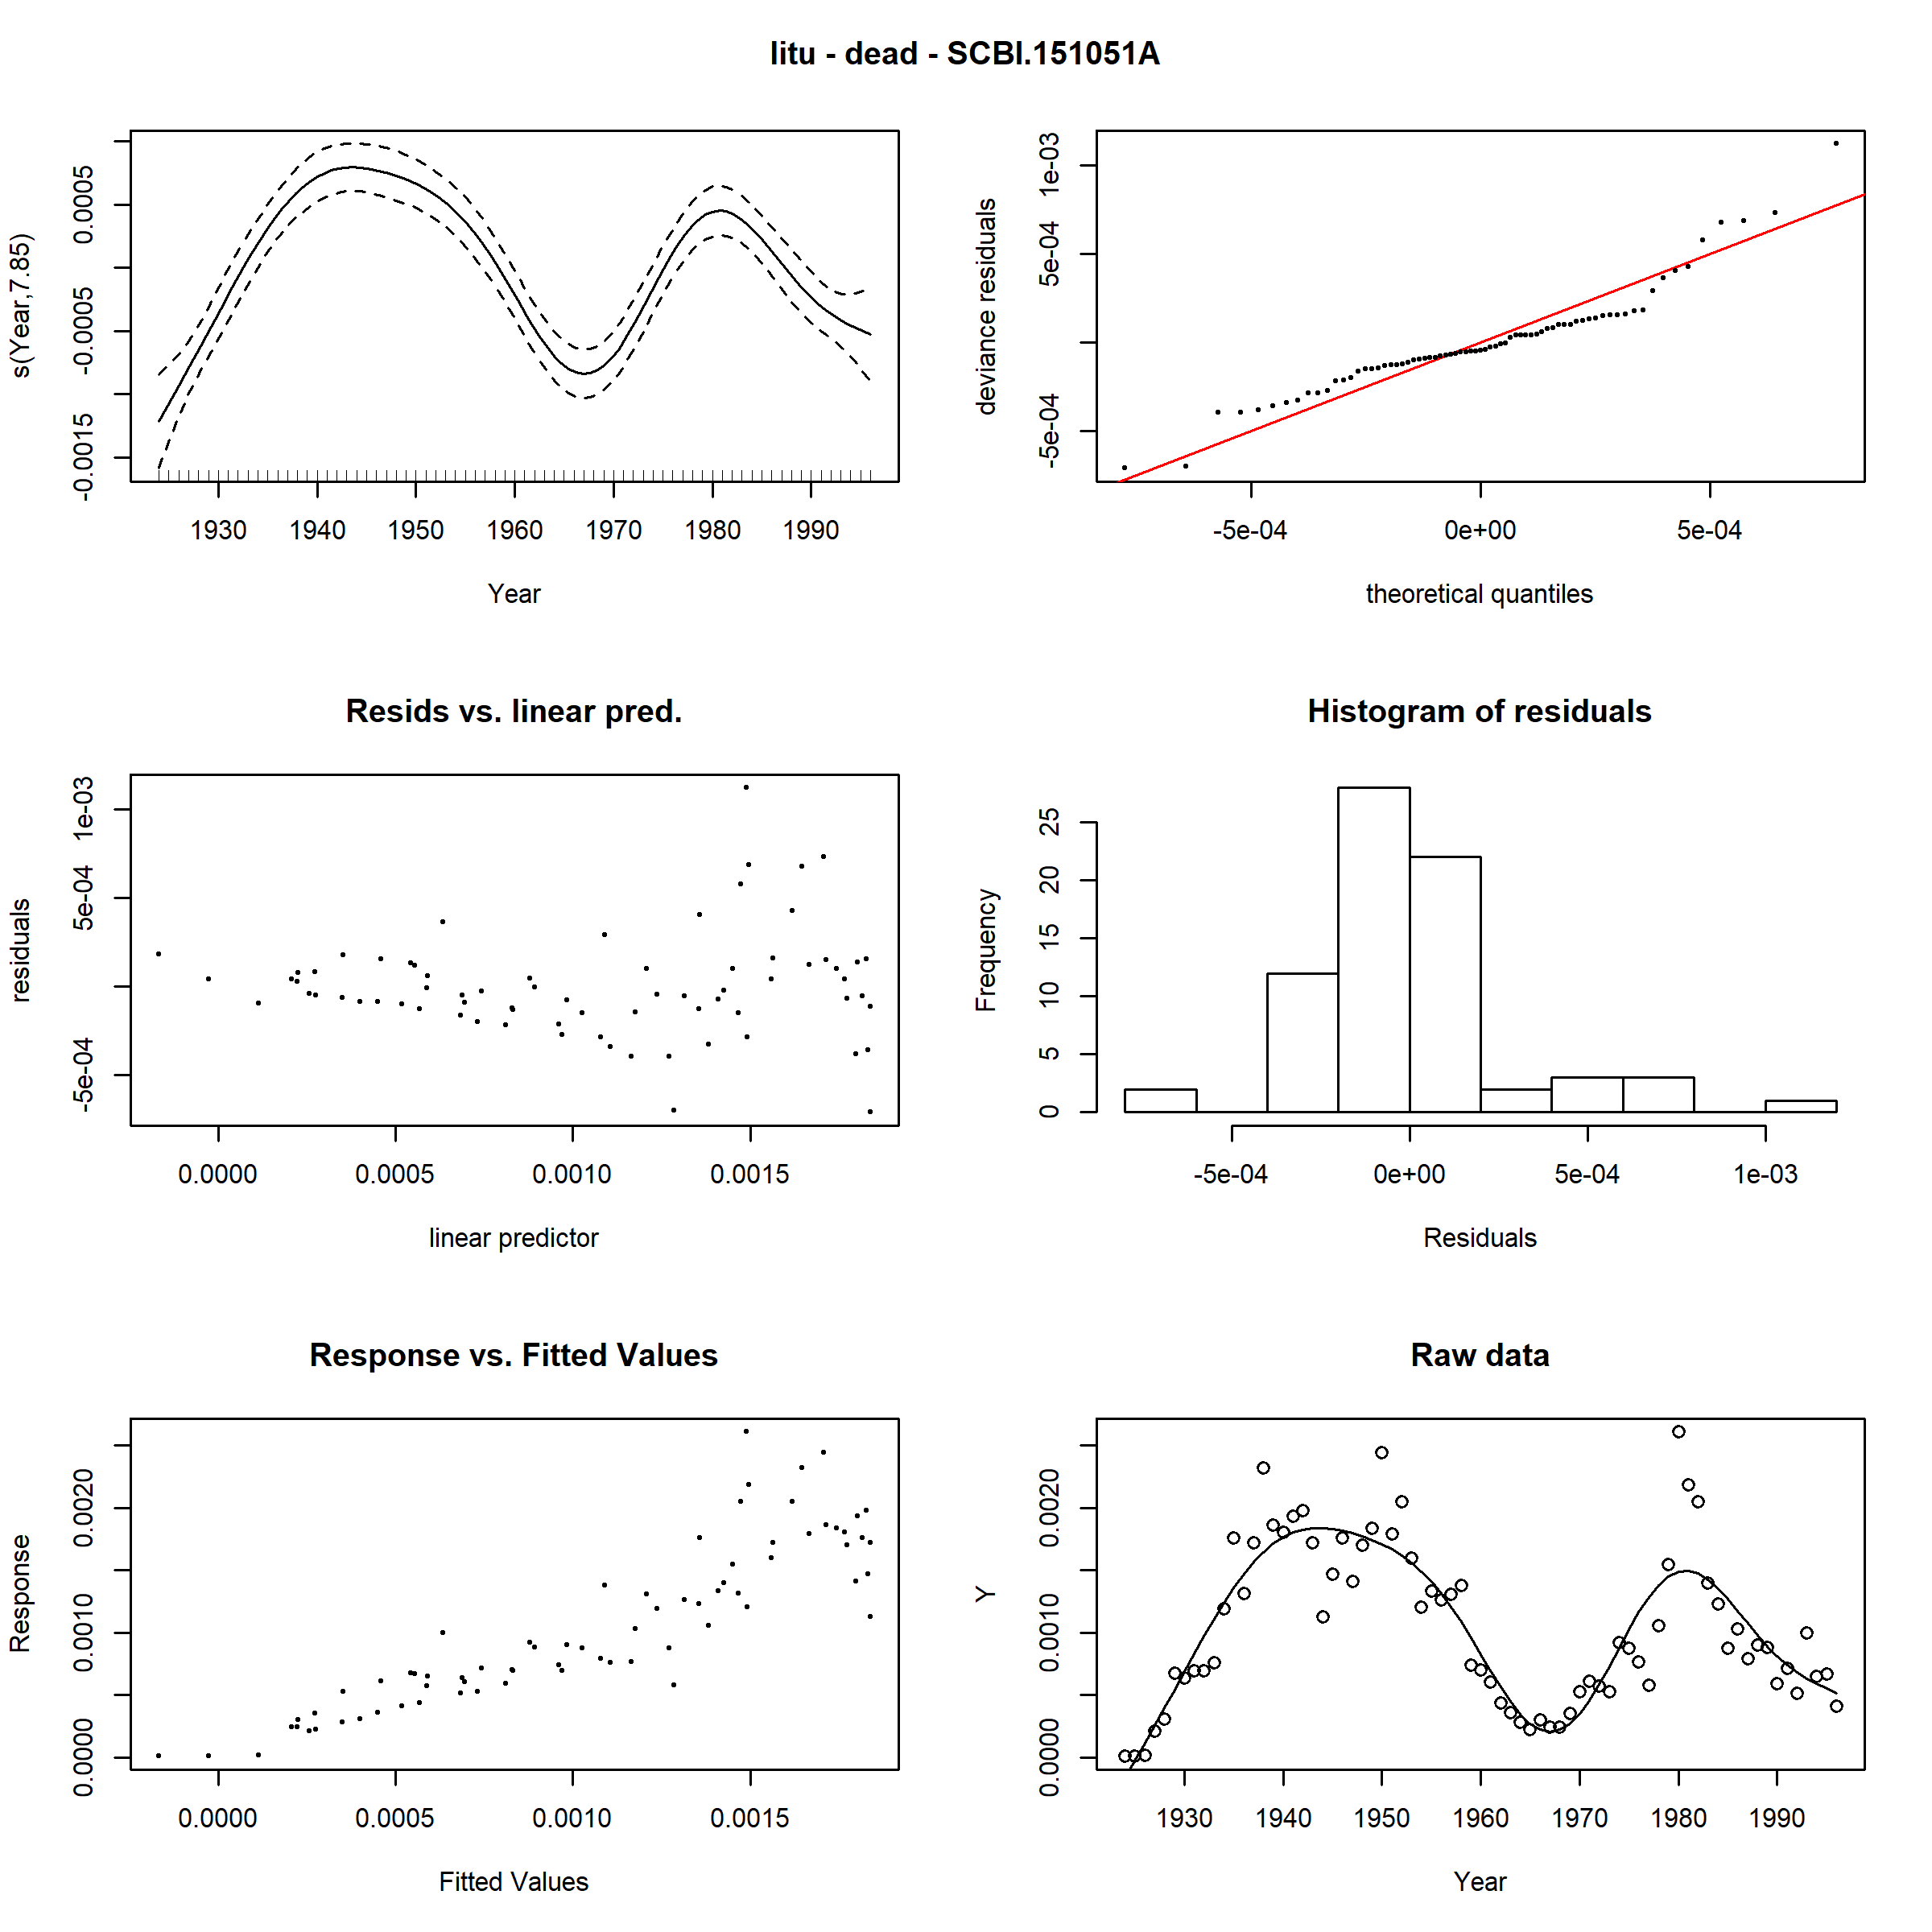 litu - dead - SCBI.151051A
s(Year,7.85)
-0.0015 -0.0005 0.0005
1930 1940 1950 1960 1970 1980 1990
Year
deviance residuals
-5e-04 5e-04 1e-03
-5e-04 0e+00 5e-04
theoretical quantiles
Resids vs. linear pred.
residuals
-5e-04 5e-04 1e-03
0.0000 0.0005 0.0010 0.0015
linear predictor
Histogram of residuals
Frequency
0 5 10 15 20 25
-5e-04 0e+00 5e-04 1e-03
Residuals
Response vs. Fitted Values
Response
0.0000 0.0010 0.0020
0.0000 0.0005 0.0010 0.0015
Fitted Values
Raw data
Y
0.0000 0.0010 0.0020
1930 1940 1950 1960 1970 1980 1990
Year